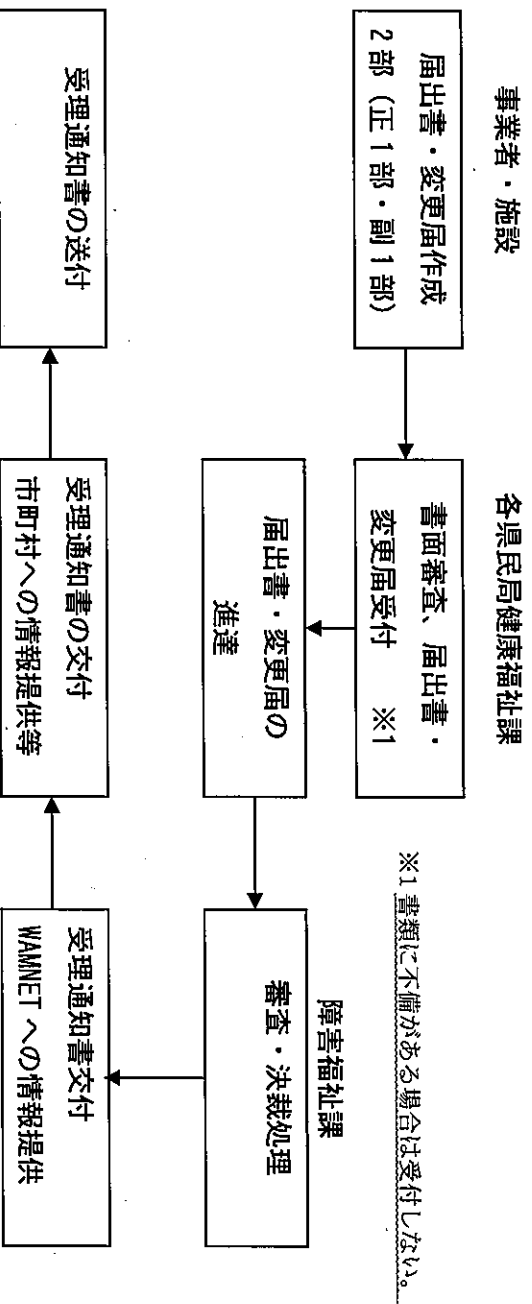 事業者・施設
各県民局健康福祉課
※1 書類に不備がある場合は受付しない。
届出書・変更届作成
2部（正1部・副1部）
書面審査、届出書・
変更届受付　※1
障害福祉課
届出書・変更届の
進達
審査・決裁処理
受理通知書の送付
受理通知書の交付
市町村への情報提供等
受理通知書交付
WAMNET への情報提供